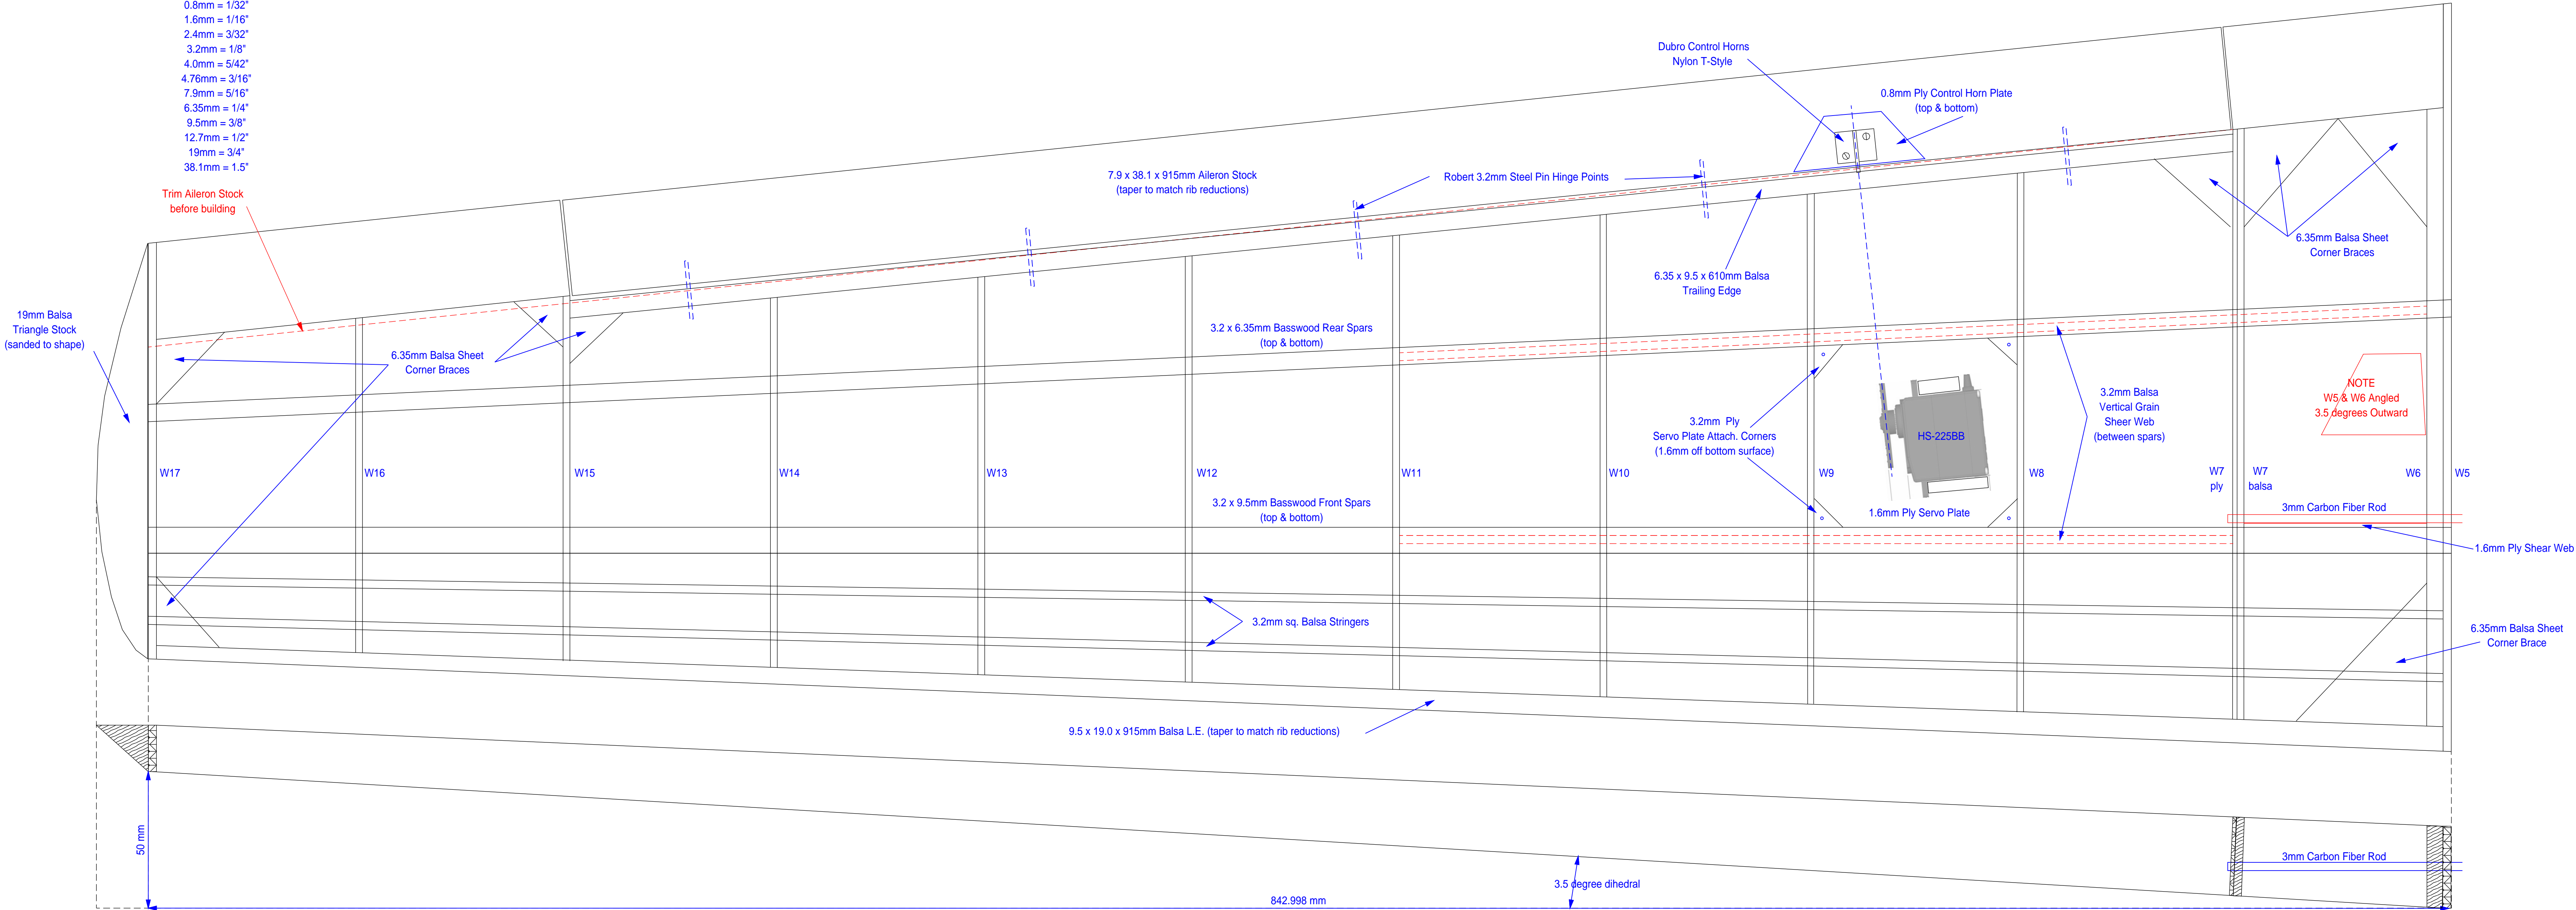 0.8mm = 1/32"
1.6mm = 1/16"
2.4mm = 3/32"
3.2mm = 1/8"
4.0mm = 5/42"
4.76mm = 3/16"
7.9mm = 5/16"
6.35mm = 1/4"
9.5mm = 3/8"
12.7mm = 1/2"
19mm = 3/4"
38.1mm = 1.5"
Trim Aileron Stock
before building
19mm Balsa
Triangle Stock
(sanded to shape)
6.35mm Balsa Sheet
Corner Braces
7.9 x 38.1 x 915mm Aileron Stock
(taper to match rib reductions)
Robert 3.2mm Steel Pin Hinge Points
Dubro Control Horns
Nylon T-Style
0.8mm Ply Control Horn Plate
(top & bottom)
6.35mm Balsa Sheet
Corner Braces
6.35 x 9.5 x 610mm Balsa
Trailing Edge
3.2 x 6.35mm Basswood Rear Spars
(top & bottom)
3.2mm Ply
Servo Plate Attach. Corners
(1.6mm off bottom surface)
HS-225BB
3.2mm Balsa
Vertical Grain
Sheer Web
(between spars)
NOTE
W5 & W6 Angled
3.5 degrees Outward
W17
W16
W15
W14
W13
W12
W11
W10
W9
W8
W7
ply
W7
balsa
W6
W5
3.2 x 9.5mm Basswood Front Spars
(top & bottom)
1.6mm Ply Servo Plate
3mm Carbon Fiber Rod
1.6mm Ply Shear Web
3.2mm sq. Balsa Stringers
6.35mm Balsa Sheet
Corner Brace
9.5 x 19.0 x 915mm Balsa L.E. (taper to match rib reductions)
50 mm
3mm Carbon Fiber Rod
3.5 degree dihedral
842.998 mm